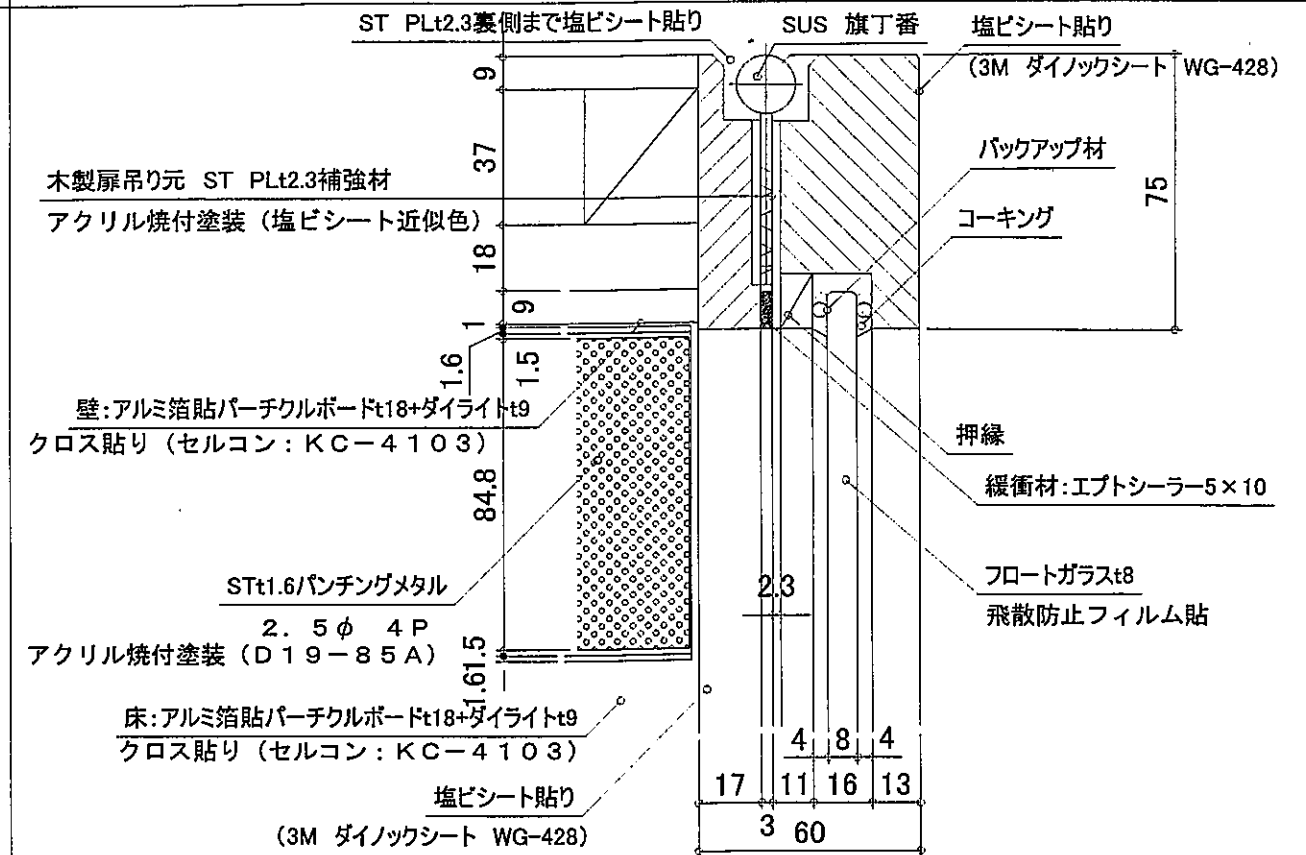 ST PLt2.3裏側まで塩ビシート貼り
SUS 旗丁番
塩ビシート貼り
(3M ダイノックシート WG-428)
9
37
18
9
1
1.6
1.5
84.8
1.5
1.6
75
バックアップ材
コーキング
木製扉吊り元 ST PLt2.3補強材
アクリル焼付塗装（塩ビシート近似色）
壁:アルミ箔貼パーチクルボードt18+ダイライトt9
クロス貼り（セルコン：ＫＣ－４１０３）
押縁
緩衝材:エプトシーラー5×10
STt1.6パンチングメタル
２．５φ ４Ｐ
アクリル焼付塗装（Ｄ１９－８５Ａ）
2.3
フロートガラスt8
飛散防止フィルム貼
床:アルミ箔貼パーチクルボードt18+ダイライトt9
クロス貼り（セルコン：ＫＣ－４１０３）
塩ビシート貼り
(3M ダイノックシート WG-428)
4 8 4
17 11 16 13
3 60